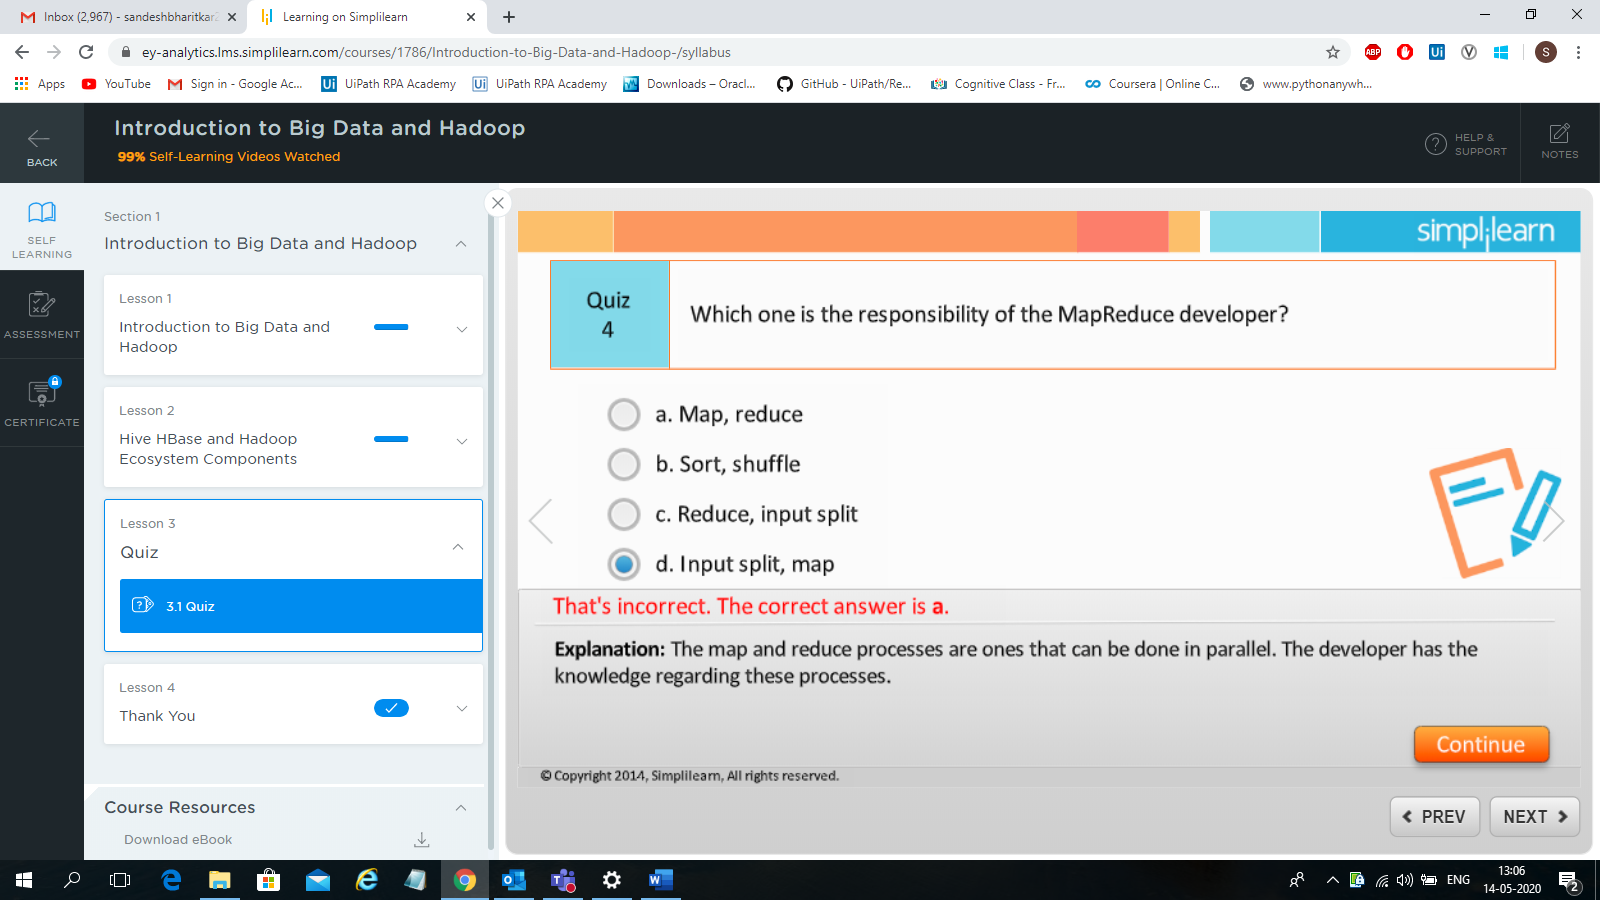 Inbox (2,967) - sandeshbharitkar
Learning on Simplilearn
ey-analytics.lms.simplilearn.com/courses/1786/Introduction-to-Big-Data-and-Hadoop-/syllabus
ABP
Ui
S
Apps
YouTube
Sign in - Google Ac...
Ui
UiPath RPA Academy
Ui
UiPath RPA Academy
Downloads – Oracl...
GitHub - UiPath/Re...
Cognitive Class - Fr...
Coursera | Online C...
www.pythonanywh...
BACK
Introduction to Big Data and Hadoop
99% Self-Learning Videos Watched
HELP &
SUPPORT
NOTES
SELF
LEARNING
ASSESSMENT
CERTIFICATE
Section 1
Introduction to Big Data and Hadoop
Lesson 1
Introduction to Big Data and
Hadoop
Lesson 2
Hive HBase and Hadoop
Ecosystem Components
Lesson 3
Quiz
3.1 Quiz
Lesson 4
Thank You
Course Resources
Download eBook
simplilearn
Quiz
4
Which one is the responsibility of the MapReduce developer?
a. Map, reduce
b. Sort, shuffle
c. Reduce, input split
d. Input split, map
That's incorrect. The correct answer is a.
Explanation: The map and reduce processes are ones that can be done in parallel. The developer has the
knowledge regarding these processes.
Continue
© Copyright 2014, Simplilearn, All rights reserved.
PREV
NEXT
ENG
13:06
14-05-2020
2